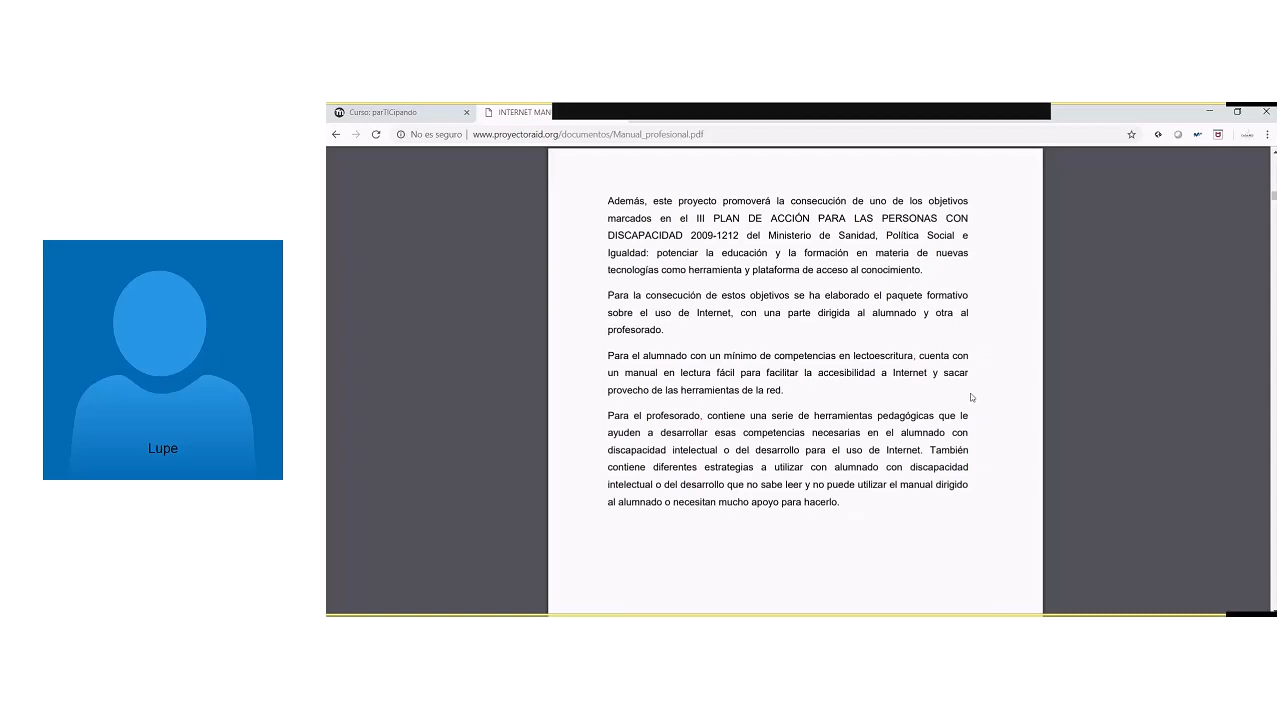 Curso: parTICipando
INTERNET MAN
No es seguro | www.proyectoraid.org/documentos/Manual_profesional.pdf
Además, este proyecto promoverá la consecución de uno de los objetivos
marcados en el III PLAN DE ACCIÓN PARA LAS PERSONAS CON
DISCAPACIDAD 2009-1212 del Ministerio de Sanidad, Política Social e
Igualdad: potenciar la educación y la formación en materia de nuevas
tecnologías como herramienta y plataforma de acceso al conocimiento.
Para la consecución de estos objetivos se ha elaborado el paquete formativo
sobre el uso de Internet, con una parte dirigida al alumnado y otra al
profesorado.
Para el alumnado con un mínimo de competencias en lectoescritura, cuenta con
un manual en lectura fácil para facilitar la accesibilidad a Internet y sacar
provecho de las herramientas de la red.
Para el profesorado, contiene una serie de herramientas pedagógicas que le
ayuden a desarrollar esas competencias necesarias en el alumnado con
discapacidad intelectual o del desarrollo para el uso de Internet. También
contiene diferentes estrategias a utilizar con alumnado con discapacidad
intelectual o del desarrollo que no sabe leer y no puede utilizar el manual dirigido
al alumnado o necesitan mucho apoyo para hacerlo.
Lupe